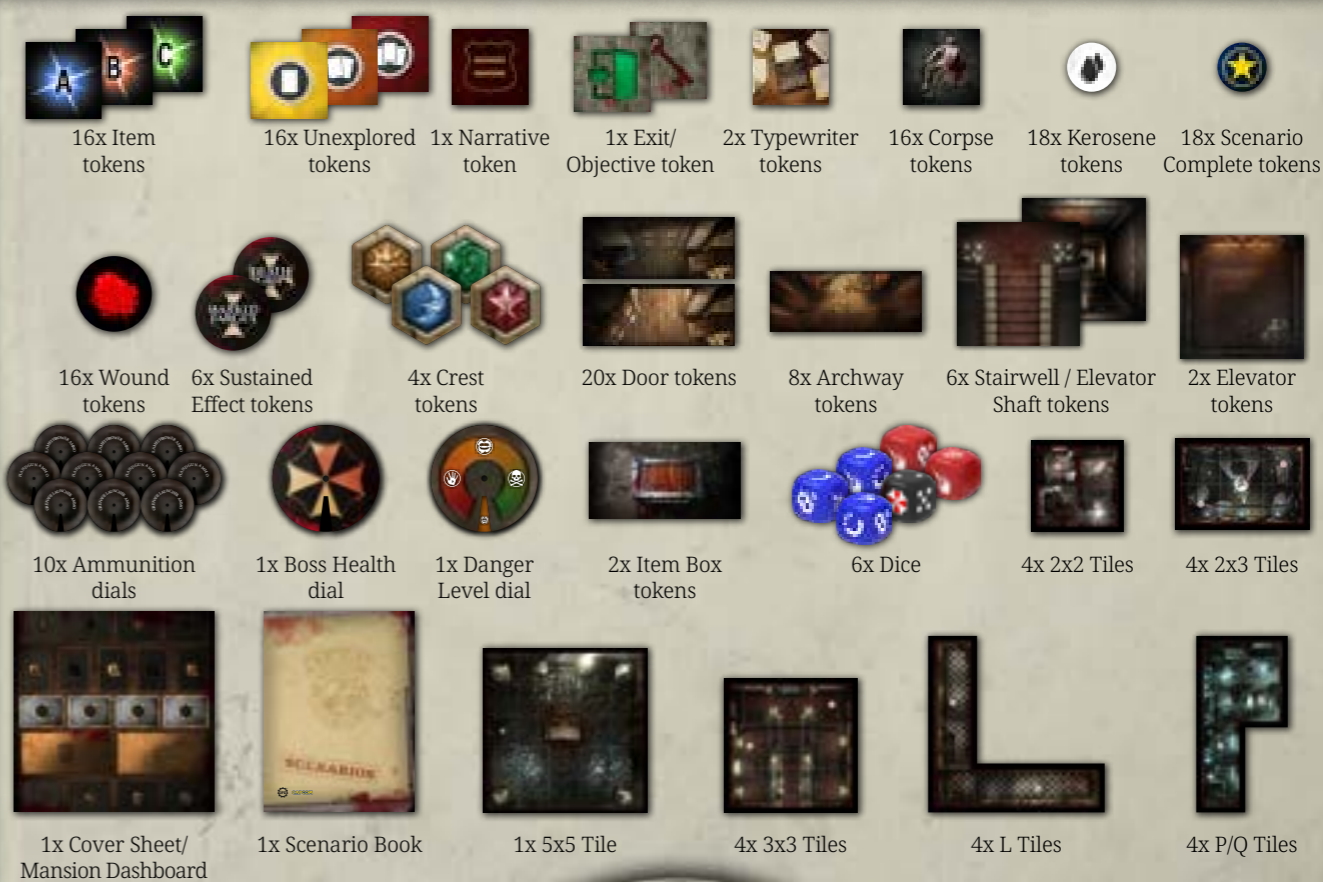 A
B
C
16x Item
tokens
16x Unexplored
tokens
1x Narrative
token
1x Exit/
Objective token
2x Typewriter
tokens
16x Corpse
tokens
18x Kerosene
tokens
18x Scenario
Complete tokens
16x Wound
tokens
6x Sustained
Effect tokens
4x Crest
tokens
20x Door tokens
8x Archway
tokens
6x Stairwell / Elevator
Shaft tokens
2x Elevator
tokens
10x Ammunition
dials
1x Boss Health
dial
1x Danger
Level dial
2x Item Box
tokens
6x Dice
4x 2x2 Tiles
4x 2x3 Tiles
SCENARIOS
1x Cover Sheet/
Mansion Dashboard
1x Scenario Book
1x 5x5 Tile
4x 3x3 Tiles
4x L Tiles
4x P/Q Tiles